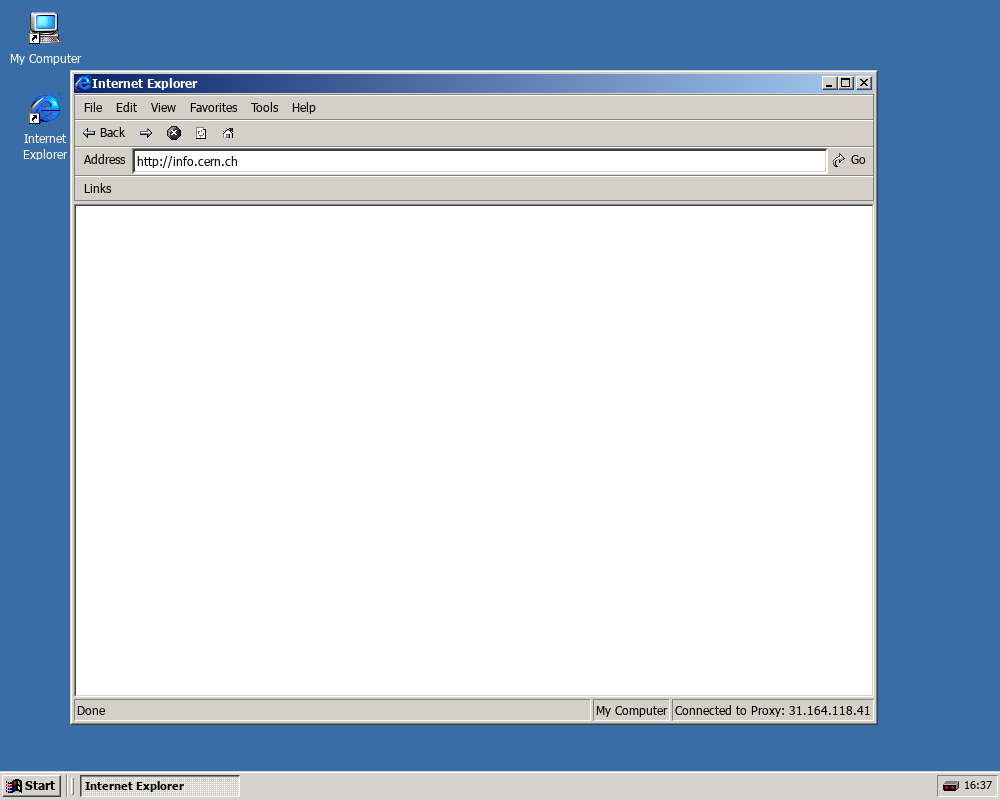 My Computer
Internet
Explorer
Internet Explorer
File Edit View Favorites Tools Help
Back
Address http://info.cern.ch Go
Links
Done My Computer Connected to Proxy: 31.164.118.41
Start Internet Explorer 16:37